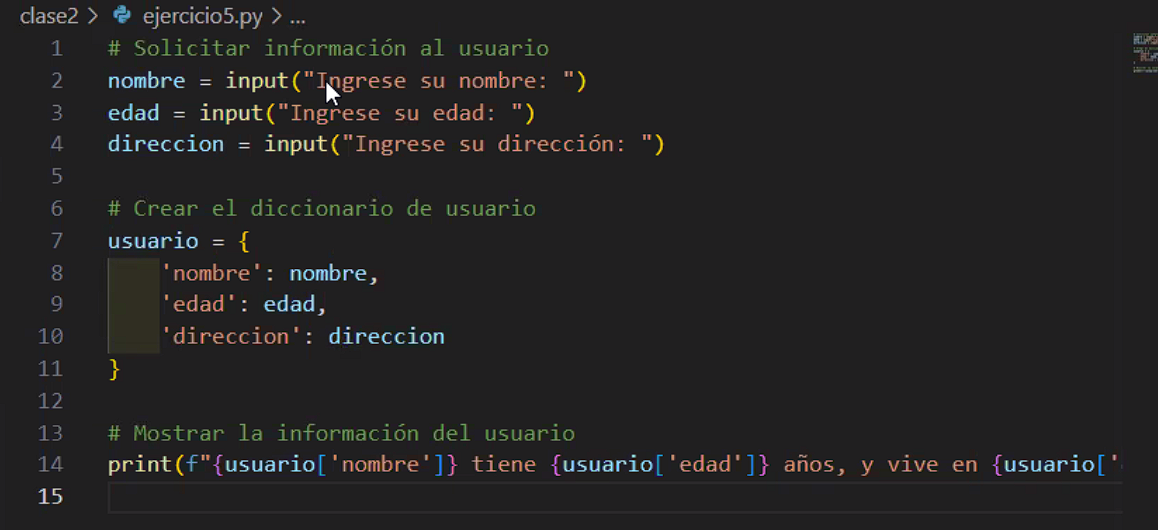 clase2 > ejercicio5.py > ...
1 # Solicitar información al usuario
2 nombre = input("Ingrese su nombre: ")
3 edad = input("Ingrese su edad: ")
4 direccion = input("Ingrese su dirección: ")
5
6 # Crear el diccionario de usuario
7 usuario = {
8     'nombre': nombre,
9     'edad': edad,
10     'direccion': direccion
11 }
12
13 # Mostrar la información del usuario
14 print(f"{usuario['nombre']} tiene {usuario['edad']} años, y vive en {usuario['
15